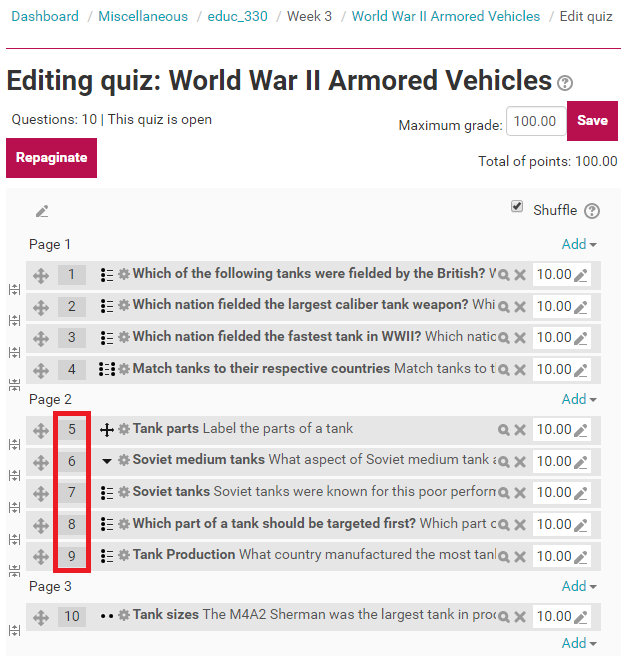 Dashboard / Miscellaneous / educ_330 / Week 3 / World War II Armored Vehicles / Edit quiz
Editing quiz: World War II Armored Vehicles ?
Questions: 10 | This quiz is open
Maximum grade: 100.00 Save
Repaginate
Total of points: 100.00
Shuffle ?
Page 1 Add
1 Which of the following tanks were fielded by the British? 10.00
2 Which nation fielded the largest caliber tank weapon? Whi 10.00
3 Which nation fielded the fastest tank in WWII? Which natio 10.00
4 Match tanks to their respective countries Match tanks to t 10.00
Page 2 Add
5 Tank parts Label the parts of a tank 10.00
6 Soviet medium tanks What aspect of Soviet medium tank a 10.00
7 Soviet tanks Soviet tanks were known for this poor perform 10.00
8 Which part of a tank should be targeted first? Which part o 10.00
9 Tank Production What country manufactured the most tan 10.00
Page 3 Add
10 Tank sizes The M4A2 Sherman was the largest tank in pro 10.00
Add